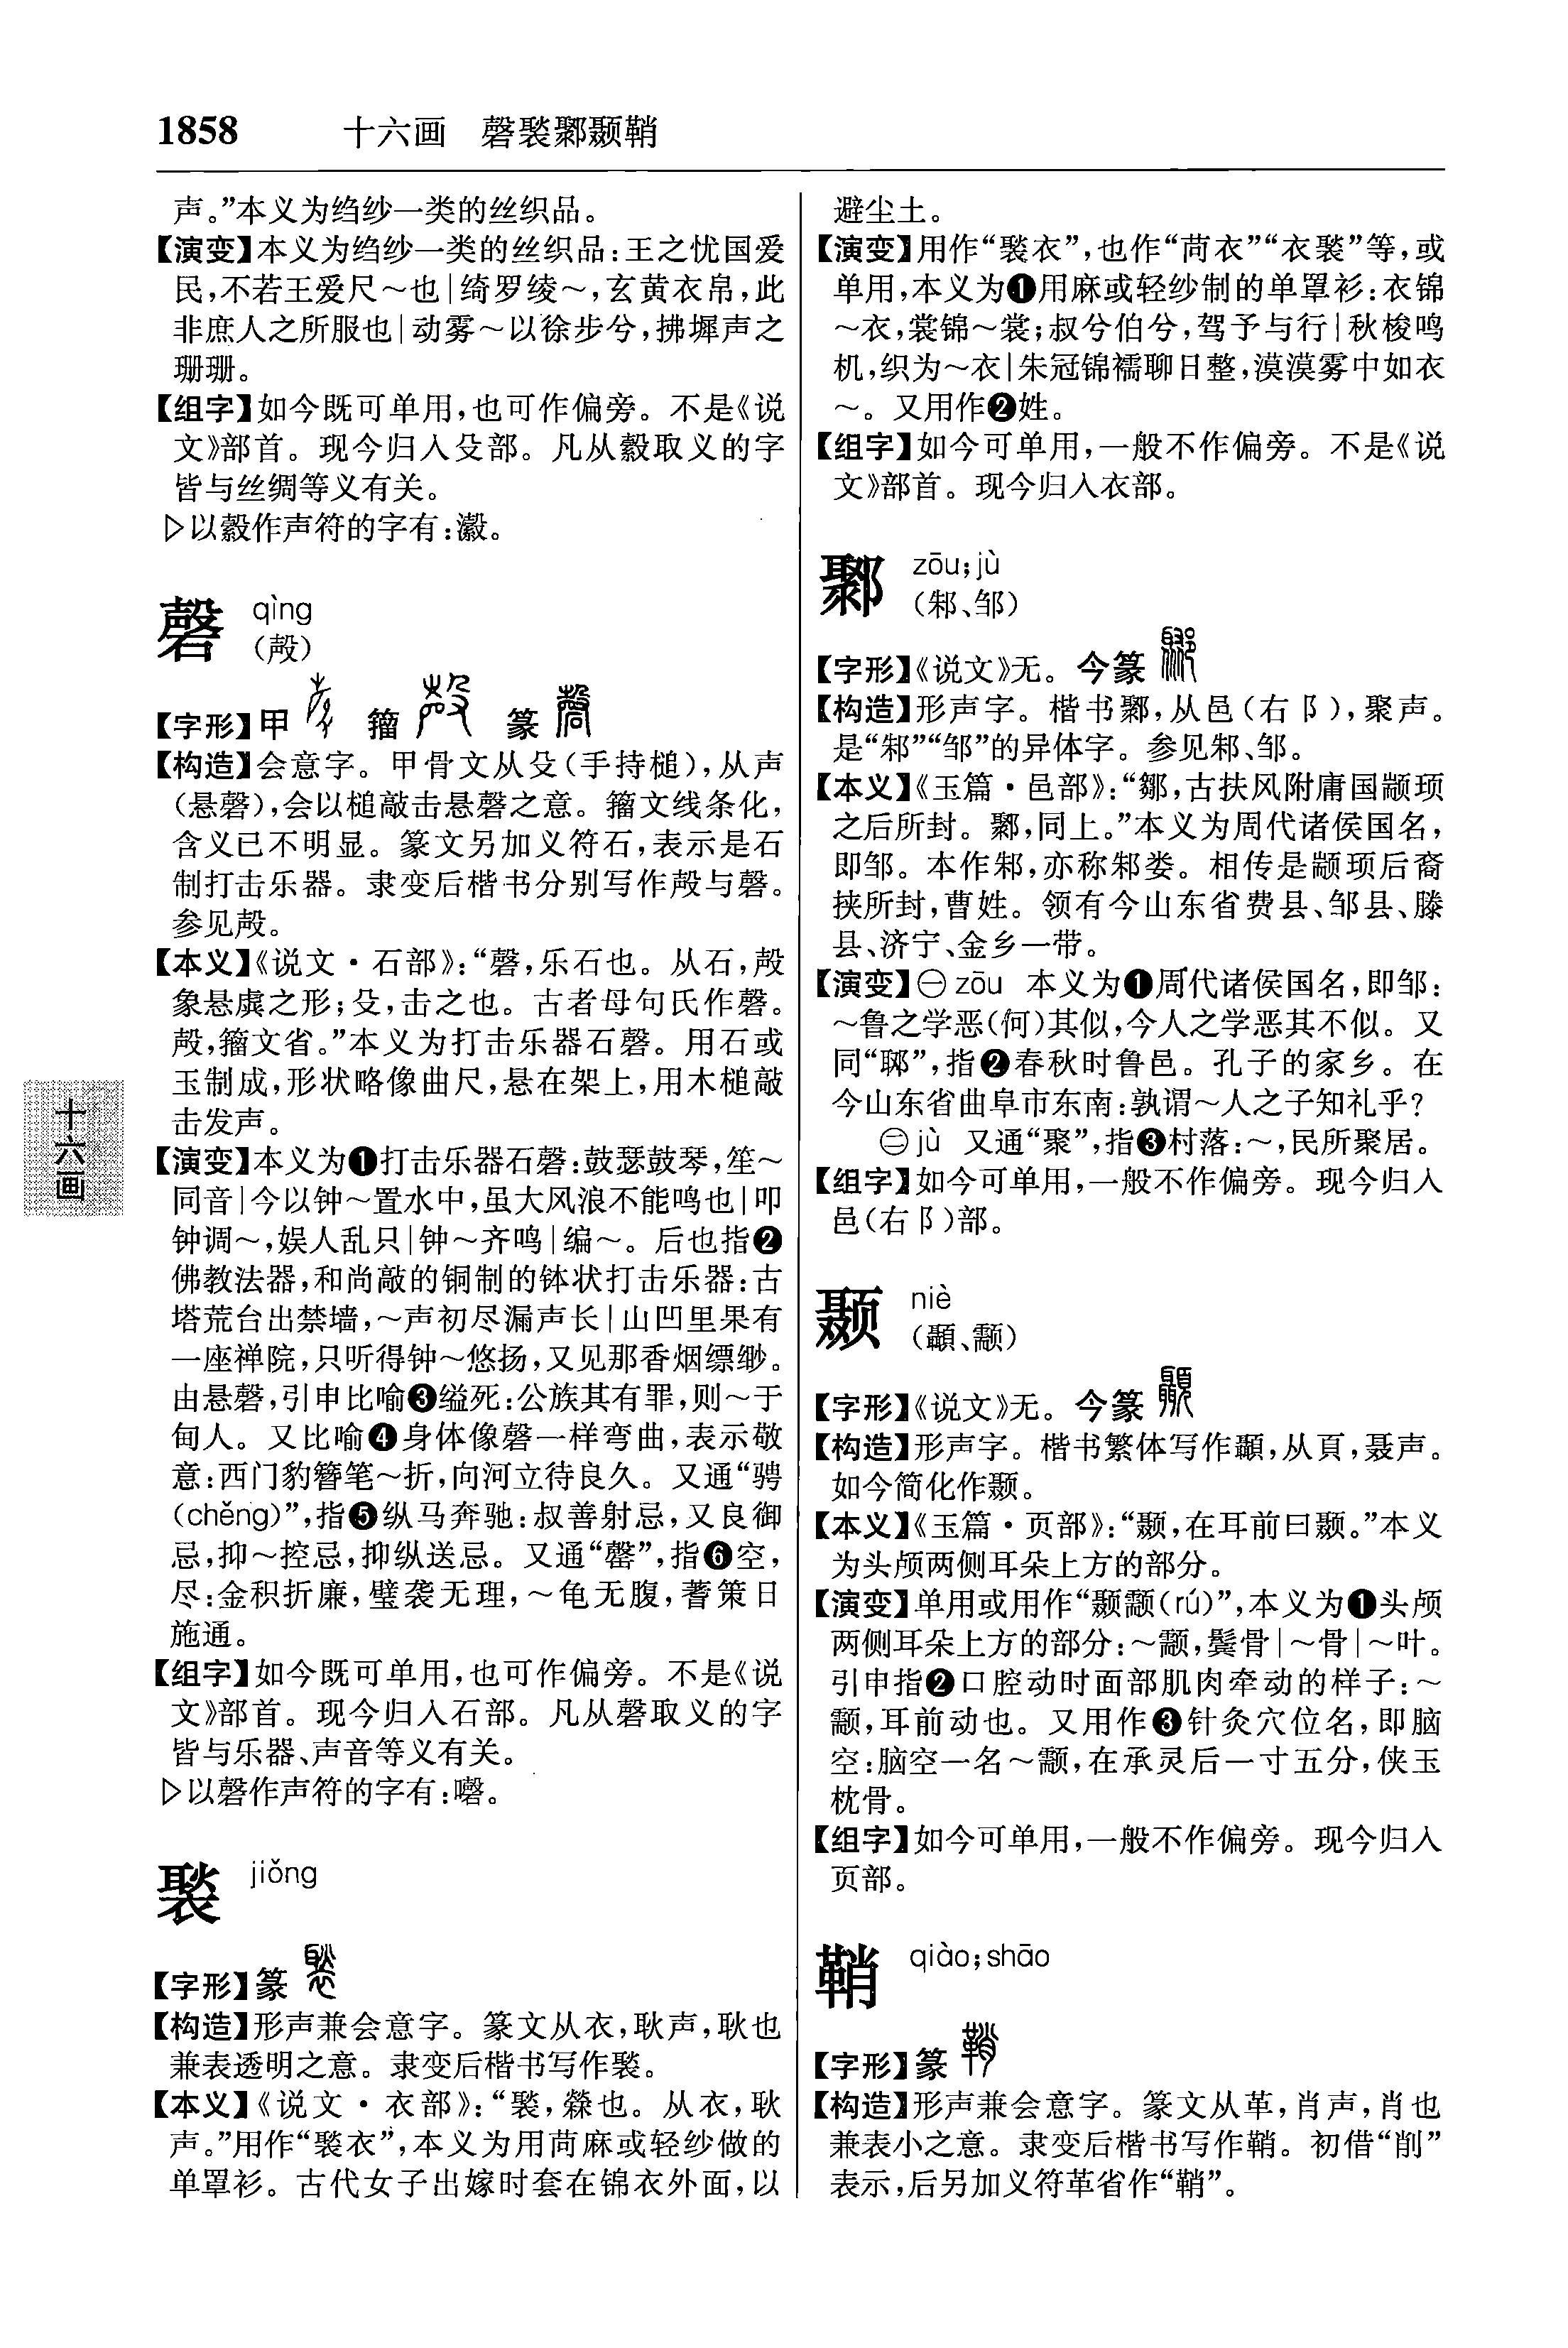 1858 十六画 磬褧郰颞鞘
声。”本义为绉纱一类的丝织品。
【演变】本义为绉纱一类的丝织品:王之忧国爱
民,不若王爱尺～也|绮罗绫～,玄黄衣帛,此
非庶人之所服也|动雾～以徐步兮,拂墀声之
珊珊。
【组字】如今既可单用,也可作偏旁。不是《说
文》部首。现今归入殳部。凡从縠取义的字
皆与丝绸等义有关。
▷以縠作声符的字有:瀔。
磬 qìng
(殸)
【字形】甲 籀 篆
【构造】会意字。甲骨文从殳(手持槌),从声
(悬磬),会以槌敲击悬磬之意。籀文线条化,
含义已不明显。篆文另加义符石,表示是石
制打击乐器。隶变后楷书分别写作殸与磬。
参见殸。
【本义】《说文·石部》:“磬,乐石也。从石,殸
象悬虡之形;殳,击之也。古者母句氏作磬。
殸,籀文省。”本义为打击乐器石磬。用石或
玉制成,形状略像曲尺,悬在架上,用木槌敲
击发声。
【演变】本义为❶打击乐器石磬:鼓瑟鼓琴,笙～
同音|今以钟～置水中,虽大风浪不能鸣也|叩
钟调～,娱人乱只|钟～齐鸣|编～。后也指❷
佛教法器,和尚敲的铜制的钵状打击乐器:古
塔荒台出禁墙,～声初尽漏声长|山凹里果有
一座禅院,只听得钟～悠扬,又见那香烟缥缈。
由悬磬,引申比喻❸缢死:公族其有罪,则～于
甸人。又比喻❹身体像磬一样弯曲,表示敬
意:西门豹簪笔～折,向河立待良久。又通“骋
(chěng)”,指❺纵马奔驰:叔善射忌,又良御
忌,抑～控忌,抑纵送忌。又通“罄”,指❻空,
尽:金积折廉,璧袭无理,～龟无腹,蓍策日
施通。
【组字】如今既可单用,也可作偏旁。不是《说
文》部首。现今归入石部。凡从磬取义的字
皆与乐器、声音等义有关。
▷以磬作声符的字有:㗫。
褧 jiǒng
【字形】篆
【构造】形声兼会意字。篆文从衣,耿声,耿也
兼表透明之意。隶变后楷书写作褧。
【本义】《说文·衣部》:“褧,檾也。从衣,耿
声。”用作“褧衣”,本义为用苘麻或轻纱做的
单罩衫。古代女子出嫁时套在锦衣外面,以
避尘土。
【演变】用作“褧衣”,也作“苘衣”“衣褧”等,或
单用,本义为❶用麻或轻纱制的单罩衫:衣锦
～衣,裳锦～裳;叔兮伯兮,驾予与行|秋梭鸣
机,织为～衣|朱冠锦襦聊日整,漠漠雾中如衣
～。又用作❷姓。
【组字】如今可单用,一般不作偏旁。不是《说
文》部首。现今归入衣部。
鄹 zōu;jù
(邾、邹)
【字形】《说文》无。今篆
【构造】形声字。楷书鄹,从邑(右阝),聚声。
是“邾”“邹”的异体字。参见邾、邹。
【本义】《玉篇·邑部》:“鄒,古扶风附庸国颛顼
之后所封。鄹,同上。”本义为周代诸侯国名,
即邹。本作邾,亦称邾娄。相传是颛顼后裔
挟所封,曹姓。领有今山东省费县、邹县、滕
县、济宁、金乡一带。
【演变】㊀zōu 本义为❶周代诸侯国名,即邹:
～鲁之学恶(何)其似,今人之学恶其不似。又
同“郰”,指❷春秋时鲁邑。孔子的家乡。在
今山东省曲阜市东南:孰谓～人之子知礼乎?
㊁jù 又通“聚”,指❸村落:～,民所聚居。
【组字】如今可单用,一般不作偏旁。现今归入
邑(右阝)部。
颞 niè
(顳、颥)
【字形】《说文》无。今篆
【构造】形声字。楷书繁体写作顳,从頁,聂声。
如今简化作颞。
【本义】《玉篇·页部》:“颞,在耳前曰颞。”本义
为头颅两侧耳朵上方的部分。
【演变】单用或用作“颞颥(rú)”,本义为❶头颅
两侧耳朵上方的部分:～颥,鬓骨|～骨|～叶。
引申指❷口腔动时面部肌肉牵动的样子:～
颥,耳前动也。又用作❸针灸穴位名,即脑
空:脑空一名～颥,在承灵后一寸五分,侠玉
枕骨。
【组字】如今可单用,一般不作偏旁。现今归入
页部。
鞘 qiào;shāo
【字形】篆
【构造】形声兼会意字。篆文从革,肖声,肖也
兼表小之意。隶变后楷书写作鞘。初借“削”
表示,后另加义符革省作“鞘”。
十六画